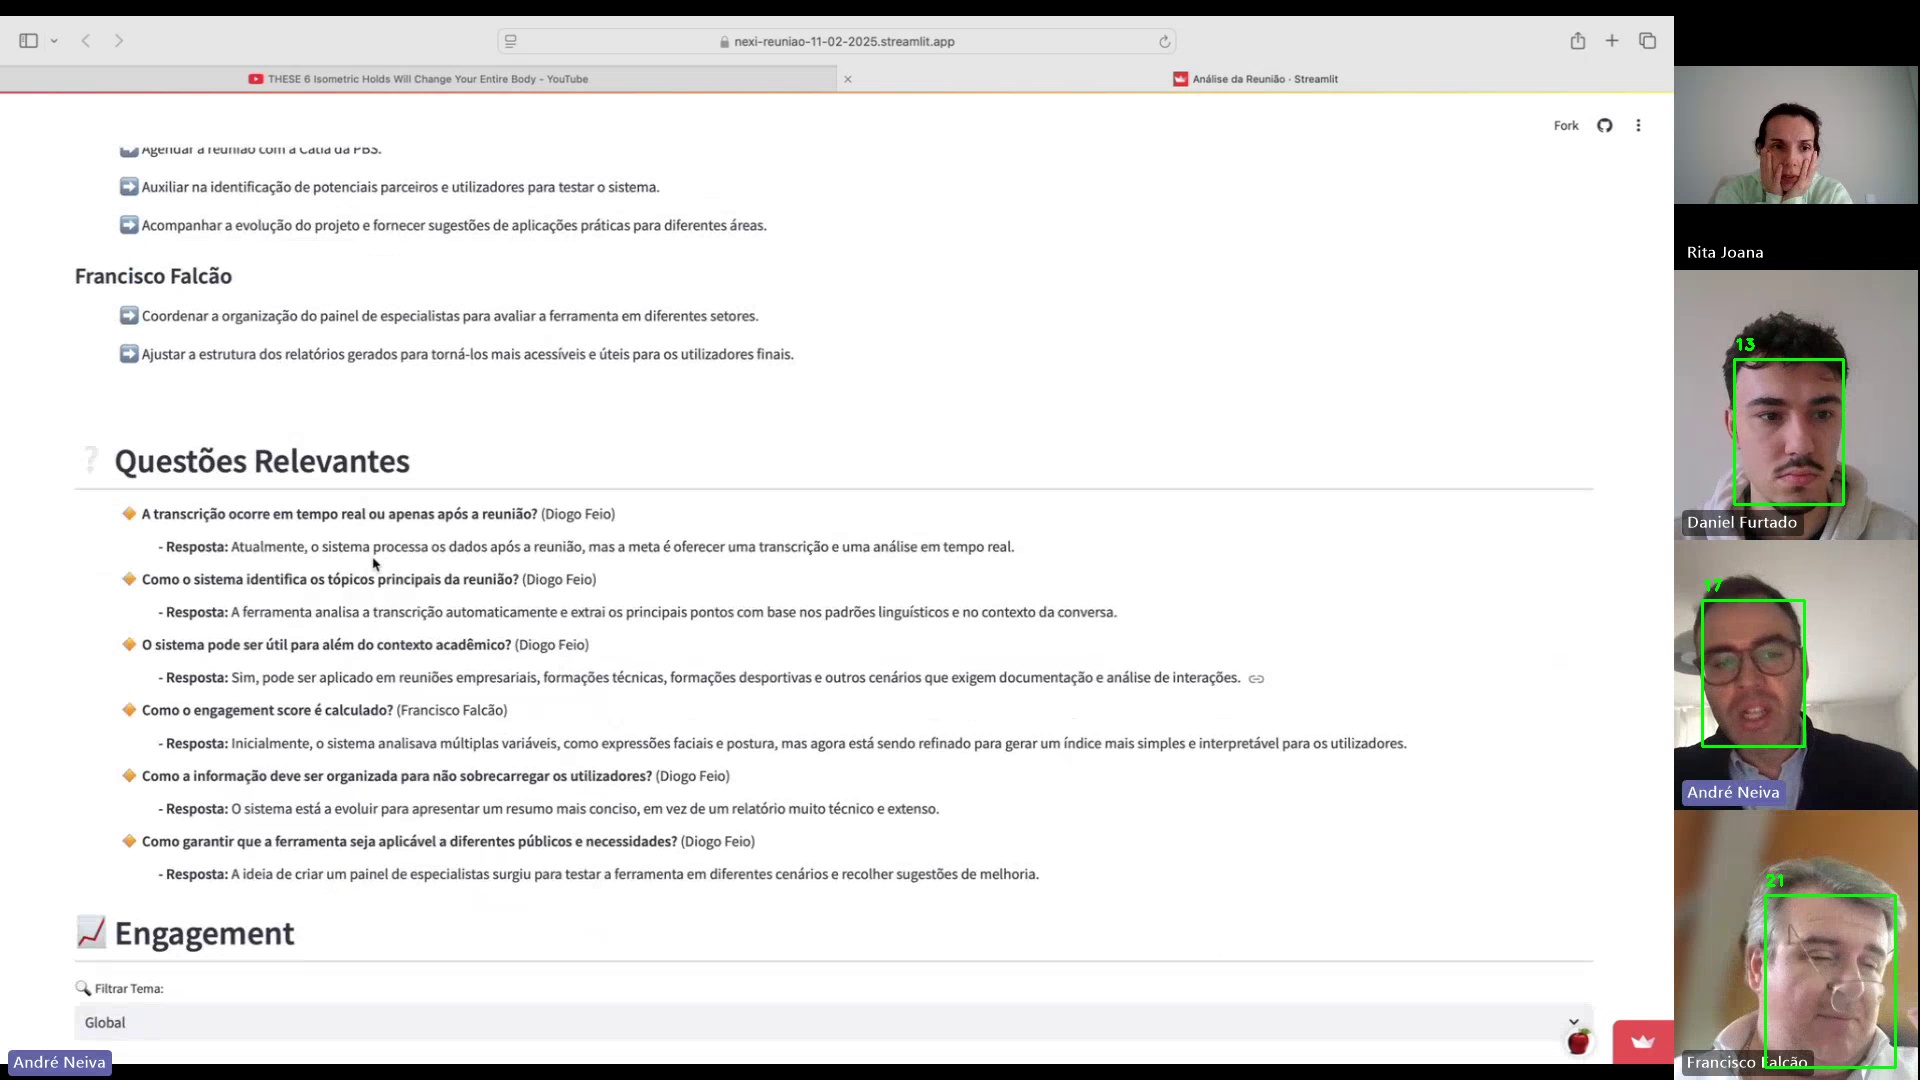 nexi-reuniao-11-02-2025.streamlit.app
THESE 6 Isometric Holds Will Change Your Entire Body - YouTube
Análise da Reunião · Streamlit
Fork
Agendar a reunião com a Cátia da PBS.
Auxiliar na identificação de potenciais parceiros e utilizadores para testar o sistema.
Acompanhar a evolução do projeto e fornecer sugestões de aplicações práticas para diferentes áreas.
Francisco Falcão
Coordenar a organização do painel de especialistas para avaliar a ferramenta em diferentes setores.
Ajustar a estrutura dos relatórios gerados para torná-los mais acessíveis e úteis para os utilizadores finais.
Questões Relevantes
A transcrição ocorre em tempo real ou apenas após a reunião? (Diogo Feio)
- Resposta: Atualmente, o sistema processa os dados após a reunião, mas a meta é oferecer uma transcrição e uma análise em tempo real.
Como o sistema identifica os tópicos principais da reunião? (Diogo Feio)
- Resposta: A ferramenta analisa a transcrição automaticamente e extrai os principais pontos com base nos padrões linguísticos e no contexto da conversa.
O sistema pode ser útil para além do contexto acadêmico? (Diogo Feio)
- Resposta: Sim, pode ser aplicado em reuniões empresariais, formações técnicas, formações desportivas e outros cenários que exigem documentação e análise de interações.
Como o engagement score é calculado? (Francisco Falcão)
- Resposta: Inicialmente, o sistema analisava múltiplas variáveis, como expressões faciais e postura, mas agora está sendo refinado para gerar um índice mais simples e interpretável para os utilizadores.
Como a informação deve ser organizada para não sobrecarregar os utilizadores? (Diogo Feio)
- Resposta: O sistema está a evoluir para apresentar um resumo mais conciso, em vez de um relatório muito técnico e extenso.
Como garantir que a ferramenta seja aplicável a diferentes públicos e necessidades? (Diogo Feio)
- Resposta: A ideia de criar um painel de especialistas surgiu para testar a ferramenta em diferentes cenários e recolher sugestões de melhoria.
Engagement
Filtrar Tema:
Global
André Neiva
Rita Joana
13
Daniel Furtado
17
André Neiva
21
Francisco Falcão